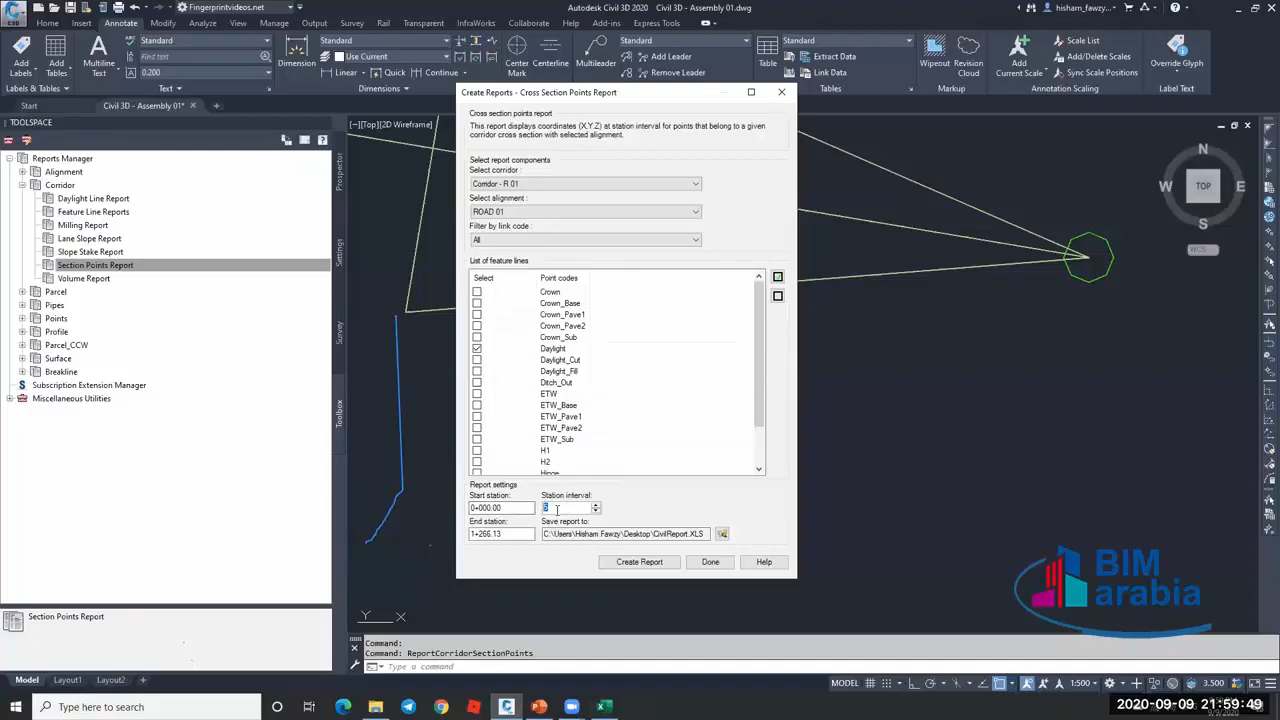 Fingerprintvideos.net
Autodesk Civil 3D 2020   Civil 3D - Assembly 01.dwg
hisham_fawzy...
C3D
Home Insert Annotate Modify Analyze View Manage Output Survey Rail Transparent InfraWorks Collaborate Help Add-ins Express Tools
Add Labels
Add Tables
Labels & Tables
Multiline Text
Standard
Find text
0.200
Text
Dimension
Standard
Use Current
Linear Quick Continue
Dimensions
Center Mark
Centerline
Multileader
Standard
Add Leader
Remove Leader
Table
Standard
Extract Data
Link Data
Wipeout
Revision Cloud
Add Current Scale
Scale List
Add/Delete Scales
Sync Scale Positions
Annotation Scaling
Override Glyph
Start
Civil 3D - Assembly 01*
TOOLSPACE
Reports Manager
Alignment
Corridor
Daylight Line Report
Feature Line Reports
Milling Report
Lane Slope Report
Slope Stake Report
Section Points Report
Volume Report
Parcel
Pipes
Points
Profile
Parcel_CCW
Surface
Breakline
Subscription Extension Manager
Miscellaneous Utilities
Section Points Report
Prospector
Settings
Survey
Toolbox
[-][Top][2D Wireframe]
Create Reports - Cross Section Points Report
Cross section points report
This report displays coordinates (X,Y,Z) at station interval for points that belong to a given
corridor cross section with selected alignment.
Select report components
Select corridor :
Corridor - R 01
Select alignment :
ROAD 01
Filter by link code :
All
List of feature lines
Select Point codes
Crown
Crown_Base
Crown_Pave1
Crown_Pave2
Crown_Sub
Daylight
Daylight_Cut
Daylight_Fill
Ditch_Out
ETW
ETW_Base
ETW_Pave1
ETW_Pave2
ETW_Sub
H1
H2
Hinge
Report settings
Start station: Station interval:
0+000.00
End station: Save report to:
1+266.13 C:\Users\Hisham Fawzy\Desktop\CivilReport.XLS
Create Report Done Help
N
W TOP E
S
WCS
BIM
arabia
Y X
Command:
Command: ReportCorridorSectionPoints
Type a command
Model Layout1 Layout2
MODEL 1:500 3.500
Type here to search
2020-09-09 21:59:49